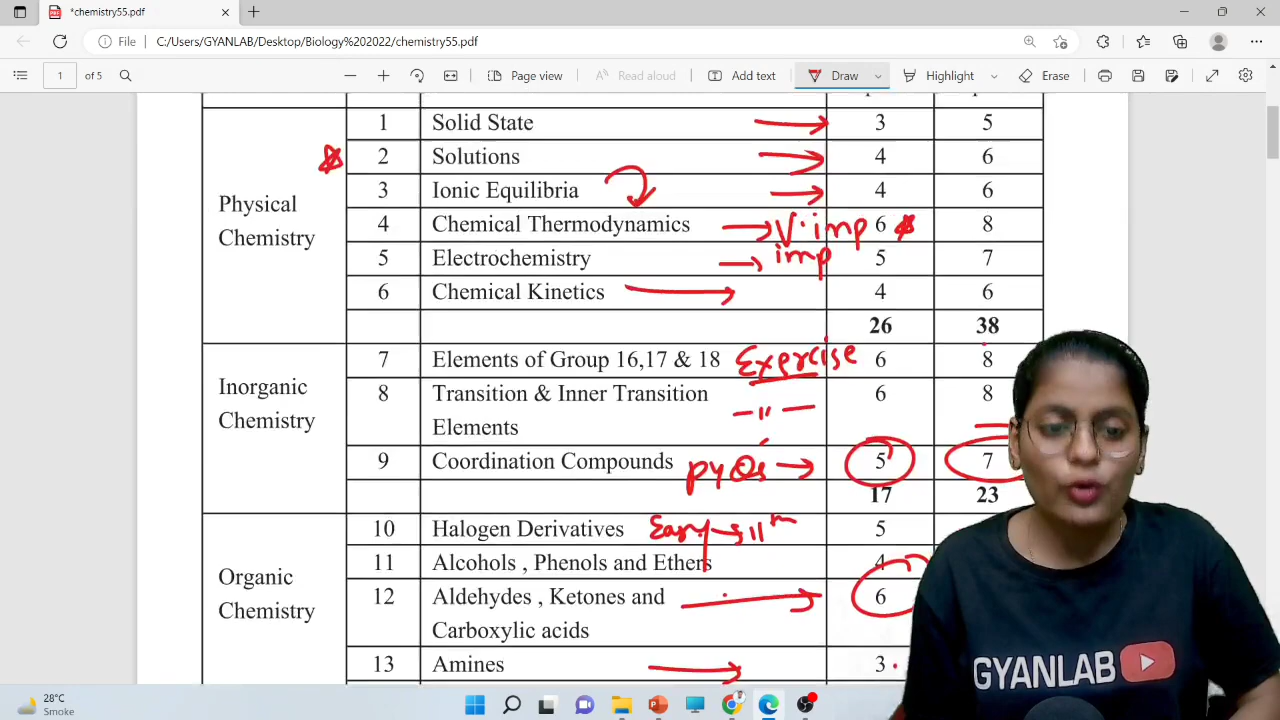 *chemistry55.pdf
File C:/Users/GYANLAB/Desktop/Biology%202022/chemistry55.pdf
1 of 5 Page view Read aloud Add text Draw Highlight Erase
Physical Chemistry
1 Solid State 3 5
2 Solutions 4 6
3 Ionic Equilibria 4 6
4 Chemical Thermodynamics V.imp 6 8
5 Electrochemistry imp 5 7
6 Chemical Kinetics 4 6
26 38
Inorganic Chemistry
7 Elements of Group 16,17 & 18 Exercise 6 8
8 Transition & Inner Transition 6 8
Elements -"-
9 Coordination Compounds PYQs 5 7
17 23
Organic Chemistry
10 Halogen Derivatives Easy 11th 5
11 Alcohols , Phenols and Ethers 4
12 Aldehydes , Ketones and 6
Carboxylic acids
13 Amines 3
GYANLAB
28°C
Smoke